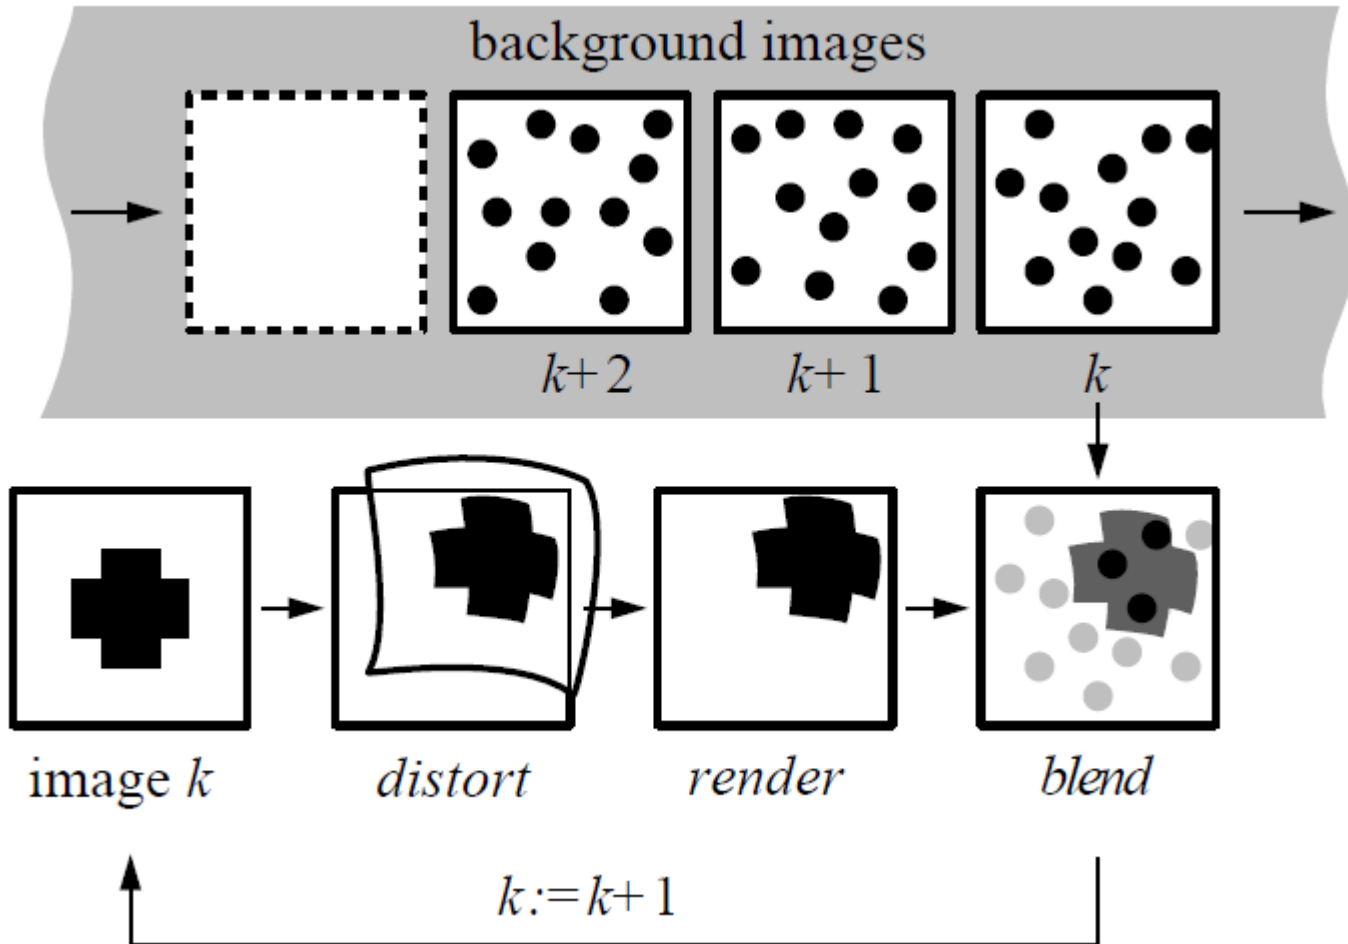 background images
k+2 k+1 k
image k distort render blend
k:=k+1